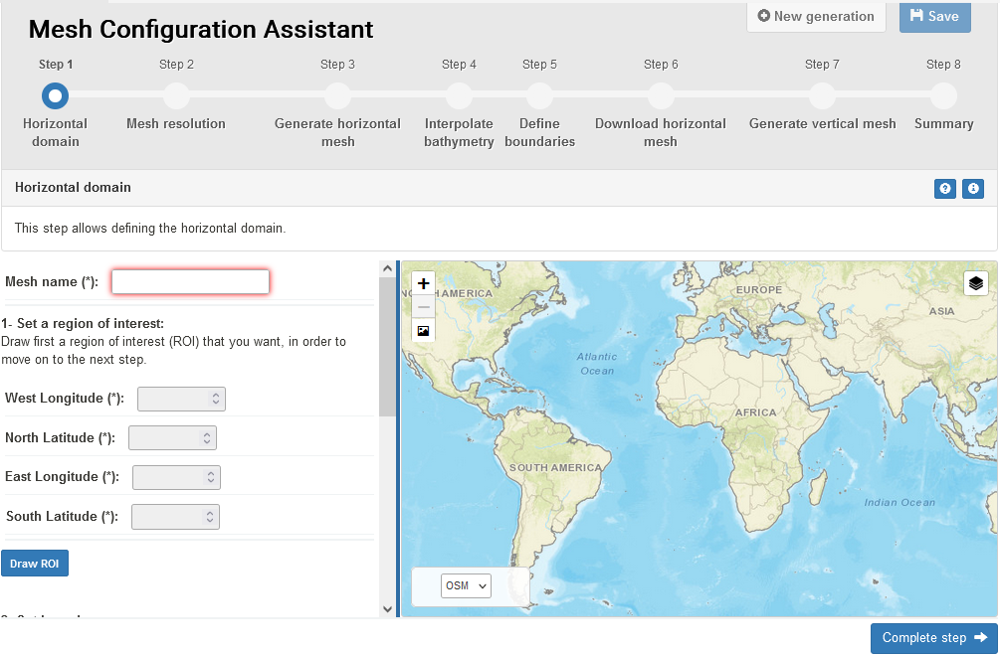 Mesh Configuration Assistant
New generation
Save
Step 1
Step 2
Step 3
Step 4
Step 5
Step 6
Step 7
Step 8
Horizontal
domain
Mesh resolution
Generate horizontal
mesh
Interpolate
bathymetry
Define
boundaries
Download horizontal
mesh
Generate vertical mesh
Summary
Horizontal domain
This step allows defining the horizontal domain.
Mesh name (*):
1- Set a region of interest:
Draw first a region of interest (ROI) that you want, in order to
move on to the next step.
West Longitude (*):
North Latitude (*):
East Longitude (*):
South Latitude (*):
Draw ROI
+
−
AMERICA
EUROPE
ASIA
Atlantic
Ocean
AFRICA
SOUTH AMERICA
Indian Ocean
OSM
Complete step